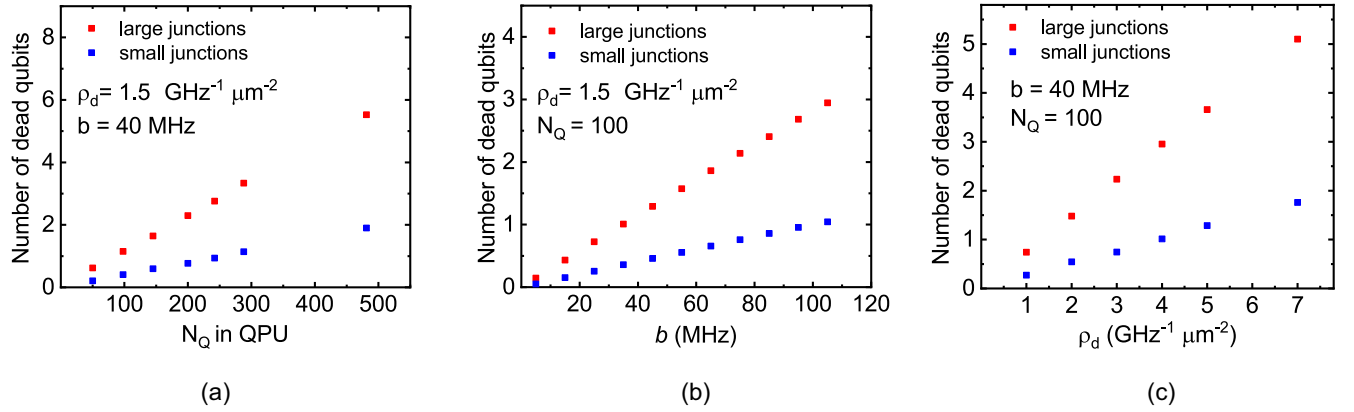 large junctions
small junctions
ρd = 1.5 GHz⁻¹ μm⁻²
b = 40 MHz
Number of dead qubits
8
6
4
2
0
100 200 300 400 500
NQ in QPU
(a)
large junctions
small junctions
ρd = 1.5 GHz⁻¹ μm⁻²
NQ = 100
Number of dead qubits
4
3
2
1
0
0 20 40 60 80 100 120
b (MHz)
(b)
large junctions
small junctions
b = 40 MHz
NQ = 100
Number of dead qubits
5
4
3
2
1
0
1 2 3 4 5 6 7
ρd (GHz⁻¹ μm⁻²)
(c)